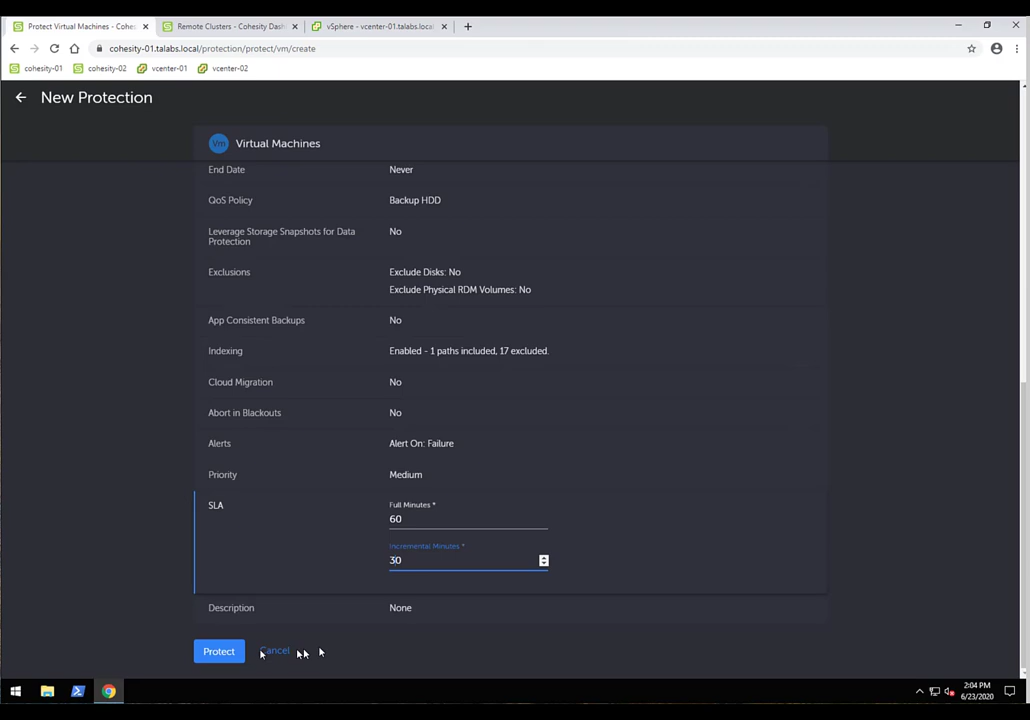 Protect Virtual Machines - Cohes
Remote Clusters - Cohesity Dash
vSphere - vcenter-01.talabs.local
cohesity-01.talabs.local/protection/protect/vm/create
cohesity-01
cohesity-02
vcenter-01
vcenter-02
New Protection
Vm
Virtual Machines
End Date
Never
QoS Policy
Backup HDD
Leverage Storage Snapshots for Data
Protection
No
Exclusions
Exclude Disks: No
Exclude Physical RDM Volumes: No
App Consistent Backups
No
Indexing
Enabled - 1 paths included, 17 excluded.
Cloud Migration
No
Abort in Blackouts
No
Alerts
Alert On: Failure
Priority
Medium
SLA
Full Minutes *
60
Incremental Minutes *
30
Description
None
Protect
Cancel
2:04 PM
6/23/2020